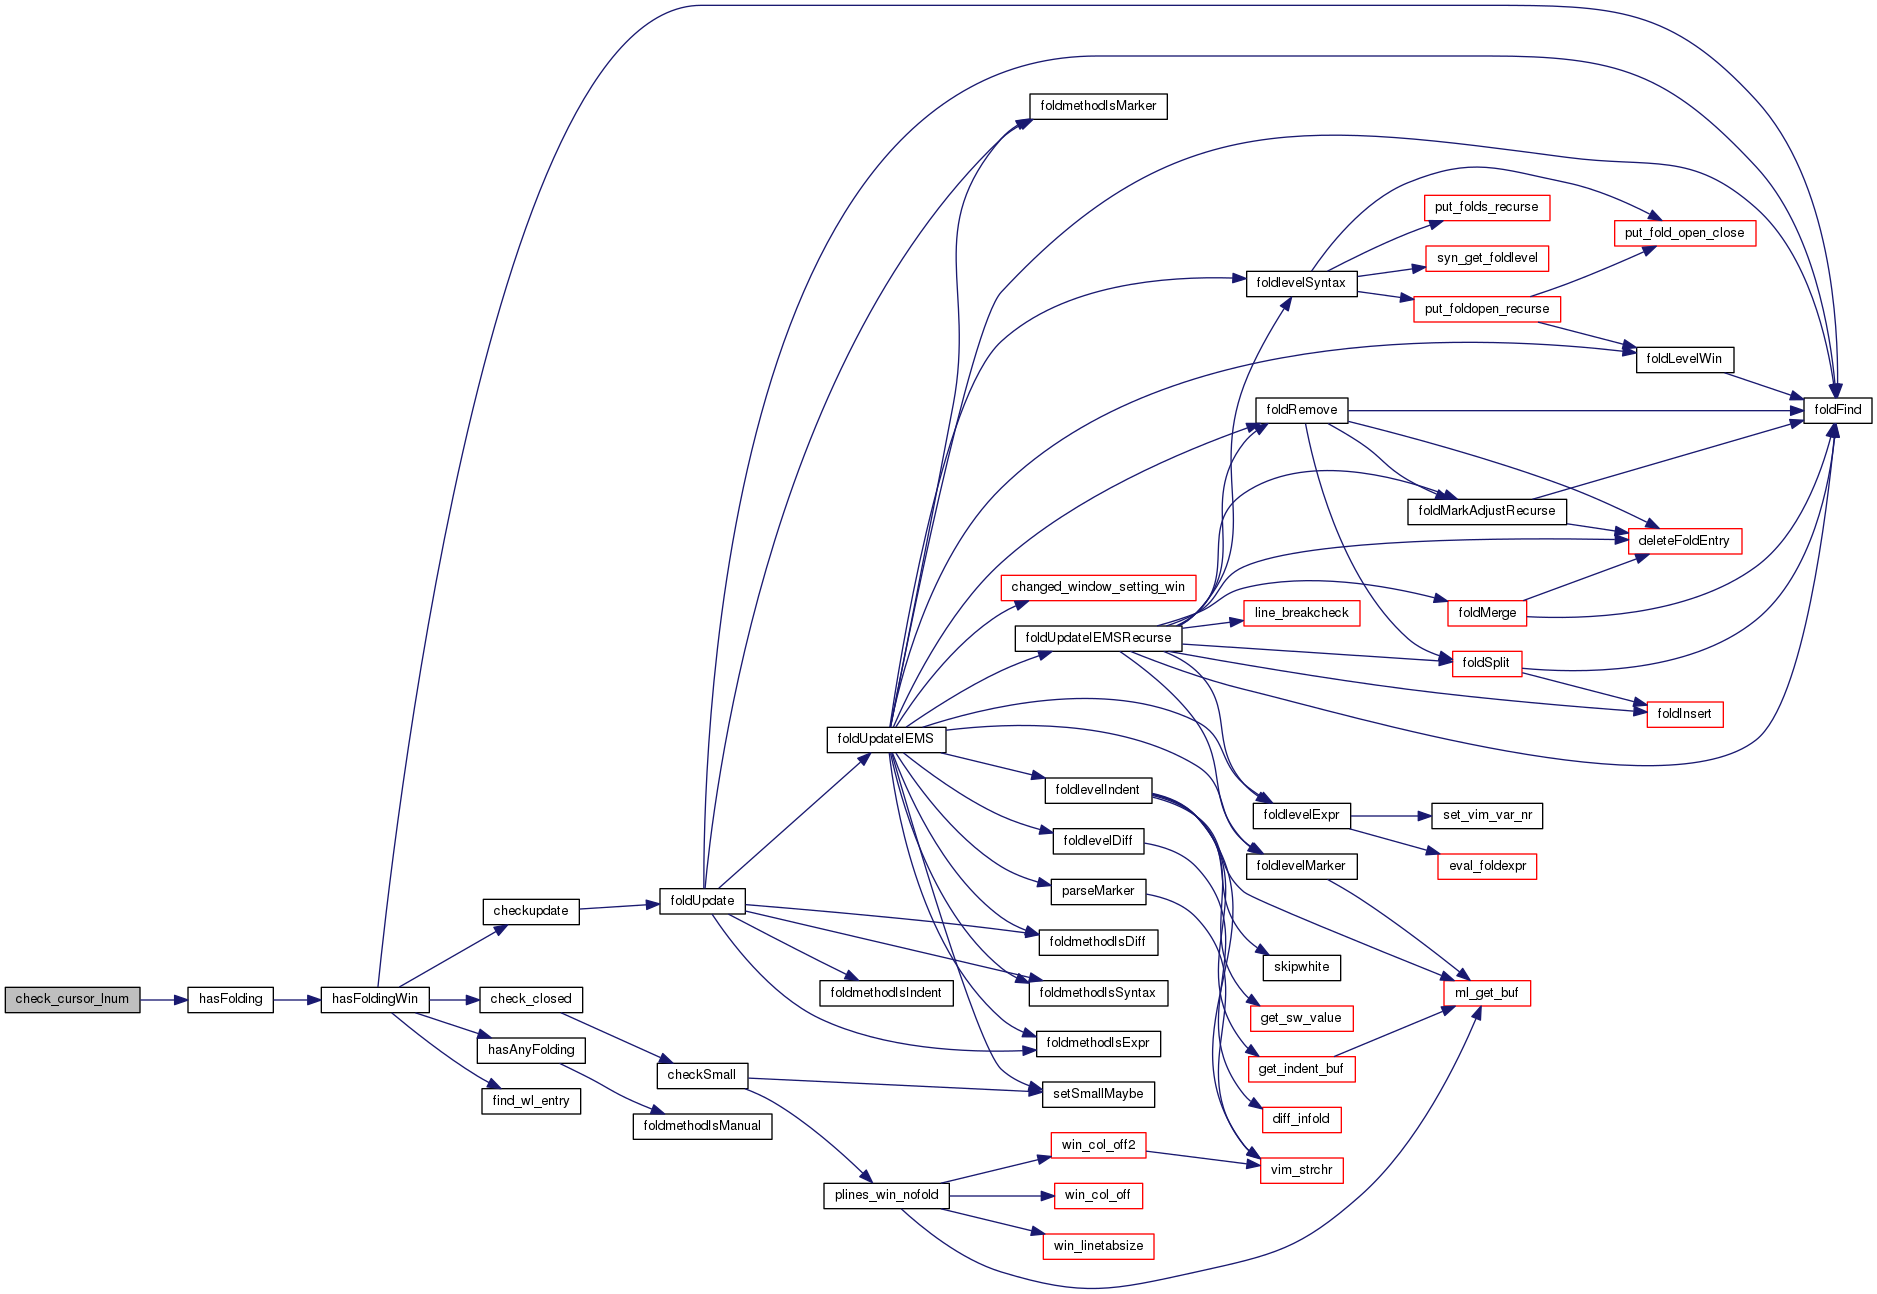 check_cursor_lnum
hasFolding
hasFoldingWin
checkupdate
check_closed
hasAnyFolding
find_wl_entry
foldUpdate
checkSmall
foldmethodIsManual
foldUpdateIEMS
foldmethodIsIndent
plines_win_nofold
foldmethodIsMarker
changed_window_setting_win
foldUpdateIEMSRecurse
foldlevelIndent
foldlevelDiff
parseMarker
foldmethodIsDiff
foldmethodIsSyntax
foldmethodIsExpr
setSmallMaybe
win_col_off2
win_col_off
win_linetabsize
foldlevelSyntax
foldRemove
line_breakcheck
foldlevelExpr
foldlevelMarker
skipwhite
get_sw_value
get_indent_buf
diff_infold
vim_strchr
put_folds_recurse
syn_get_foldlevel
put_foldopen_recurse
foldMarkAdjustRecurse
foldMerge
foldSplit
set_vim_var_nr
eval_foldexpr
ml_get_buf
put_fold_open_close
foldLevelWin
deleteFoldEntry
foldInsert
foldFind